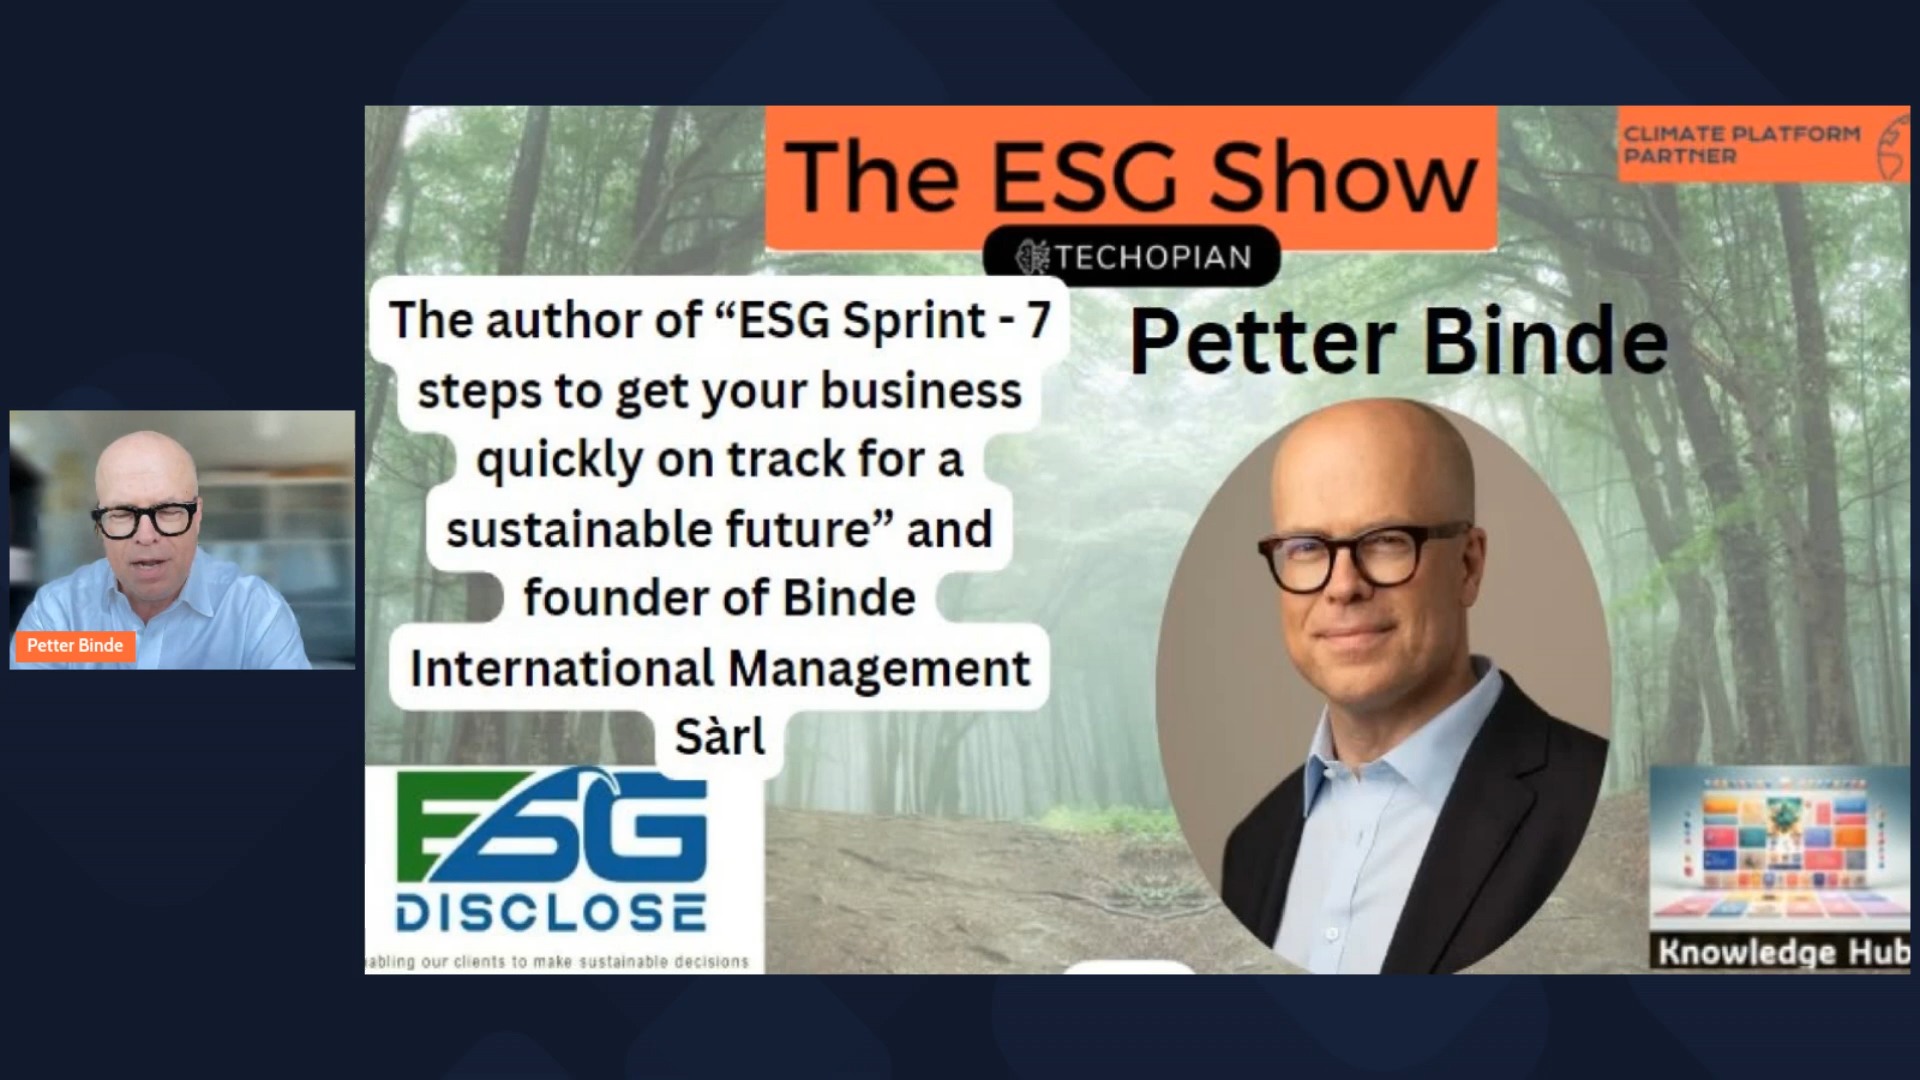 The ESG Show
TECHOPIAN
CLIMATE PLATFORM
PARTNER
The author of “ESG Sprint - 7
steps to get your business
quickly on track for a
sustainable future” and
founder of Binde
International Management
Sàrl
Petter Binde
Petter Binde
ESG
DISCLOSE
abling our clients to make sustainable decisions
Knowledge Hub